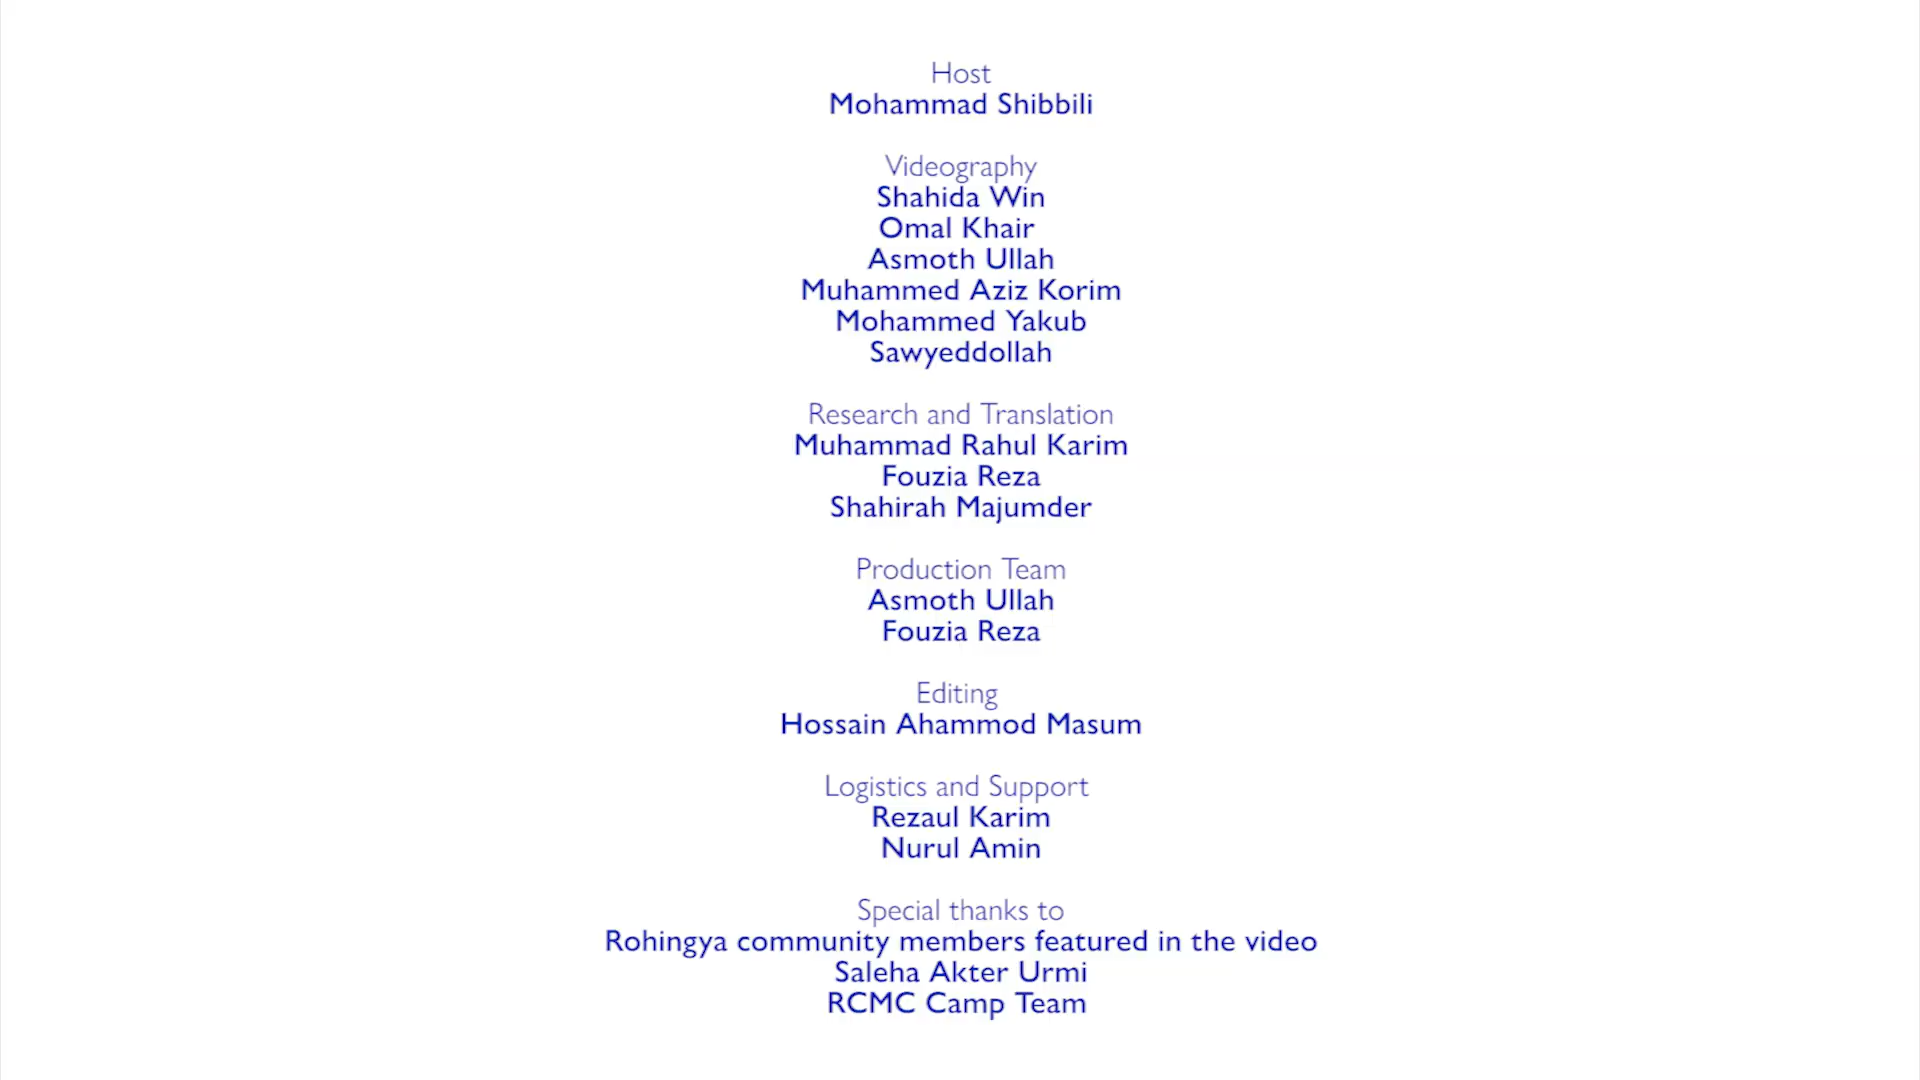 Host
Mohammad Shibbili
Videography
Shahida Win
Omal Khair
Asmoth Ullah
Muhammed Aziz Korim
Mohammed Yakub
Sawyeddollah
Research and Translation
Muhammad Rahul Karim
Fouzia Reza
Shahirah Majumder
Production Team
Asmoth Ullah
Fouzia Reza
Editing
Hossain Ahammod Masum
Logistics and Support
Rezaul Karim
Nurul Amin
Special thanks to
Rohingya community members featured in the video
Saleha Akter Urmi
RCMC Camp Team